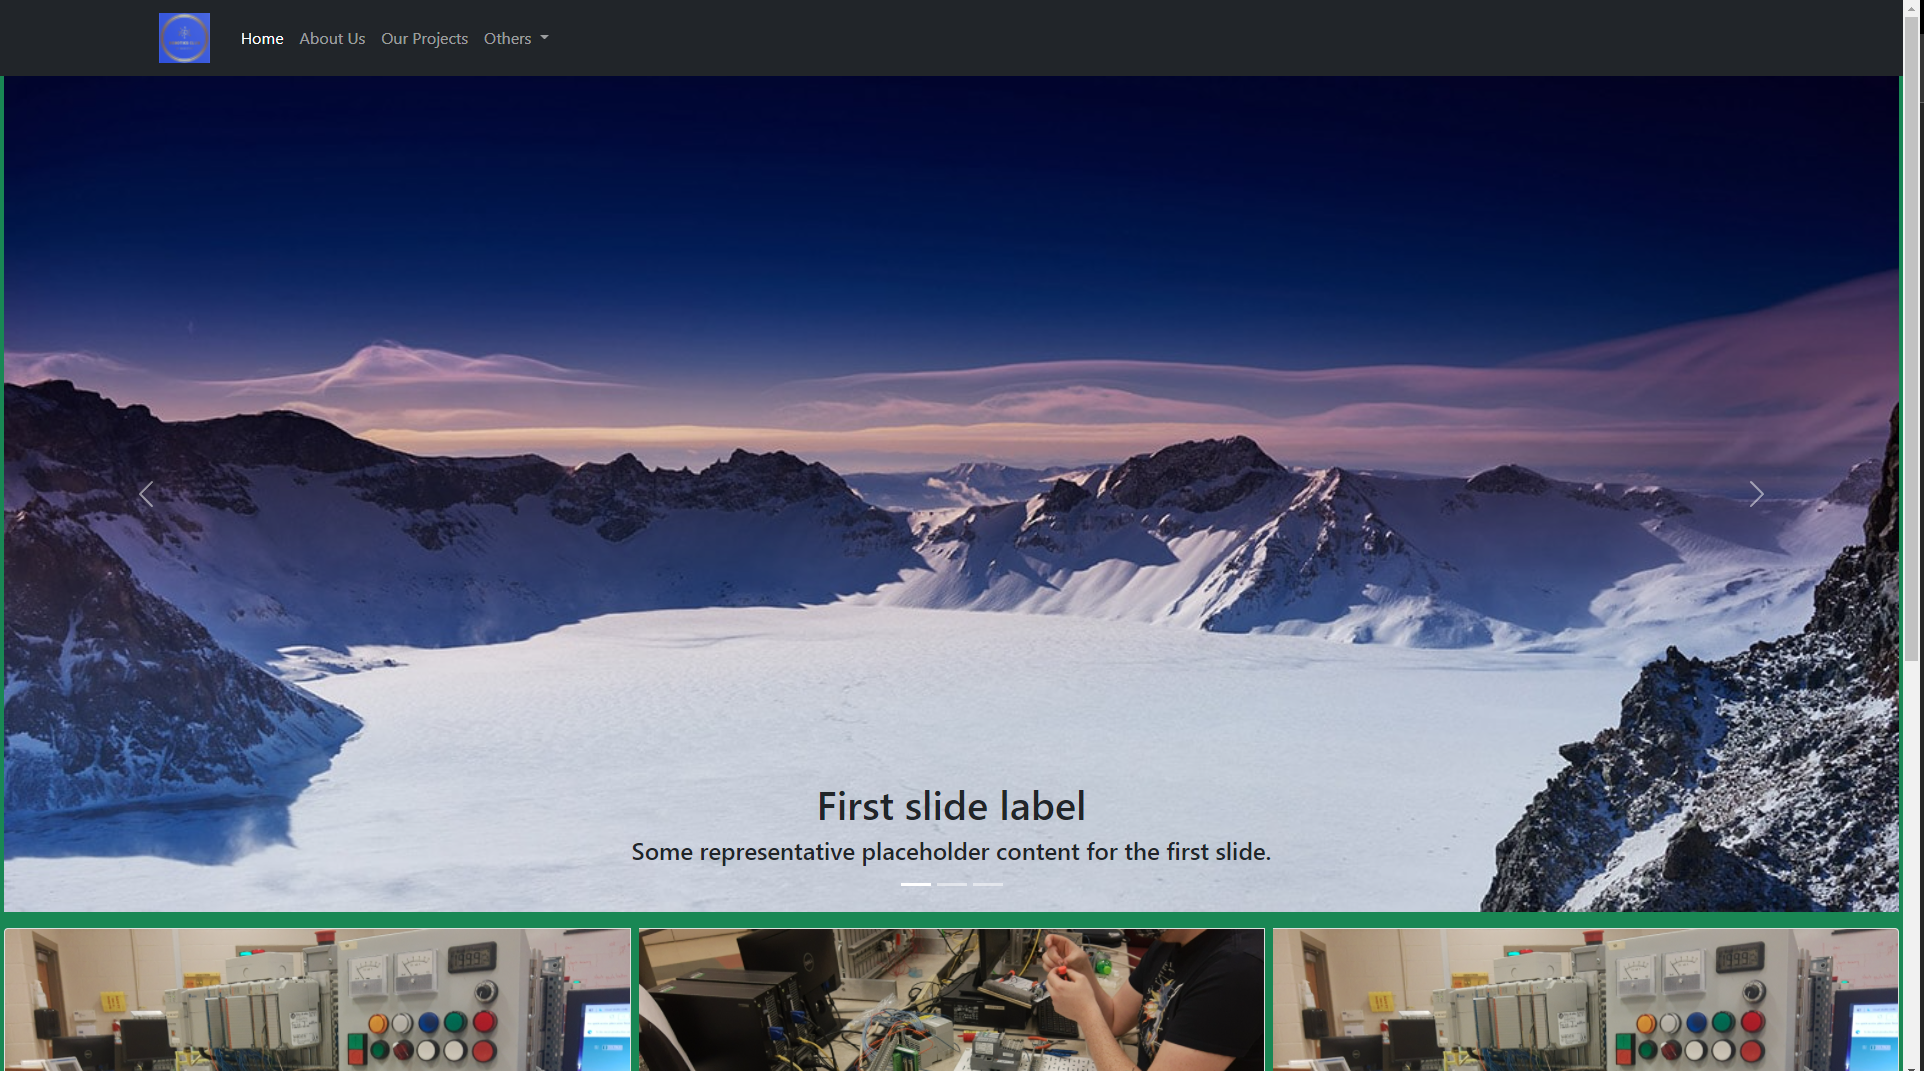 Home About Us Our Projects Others
First slide label
Some representative placeholder content for the first slide.